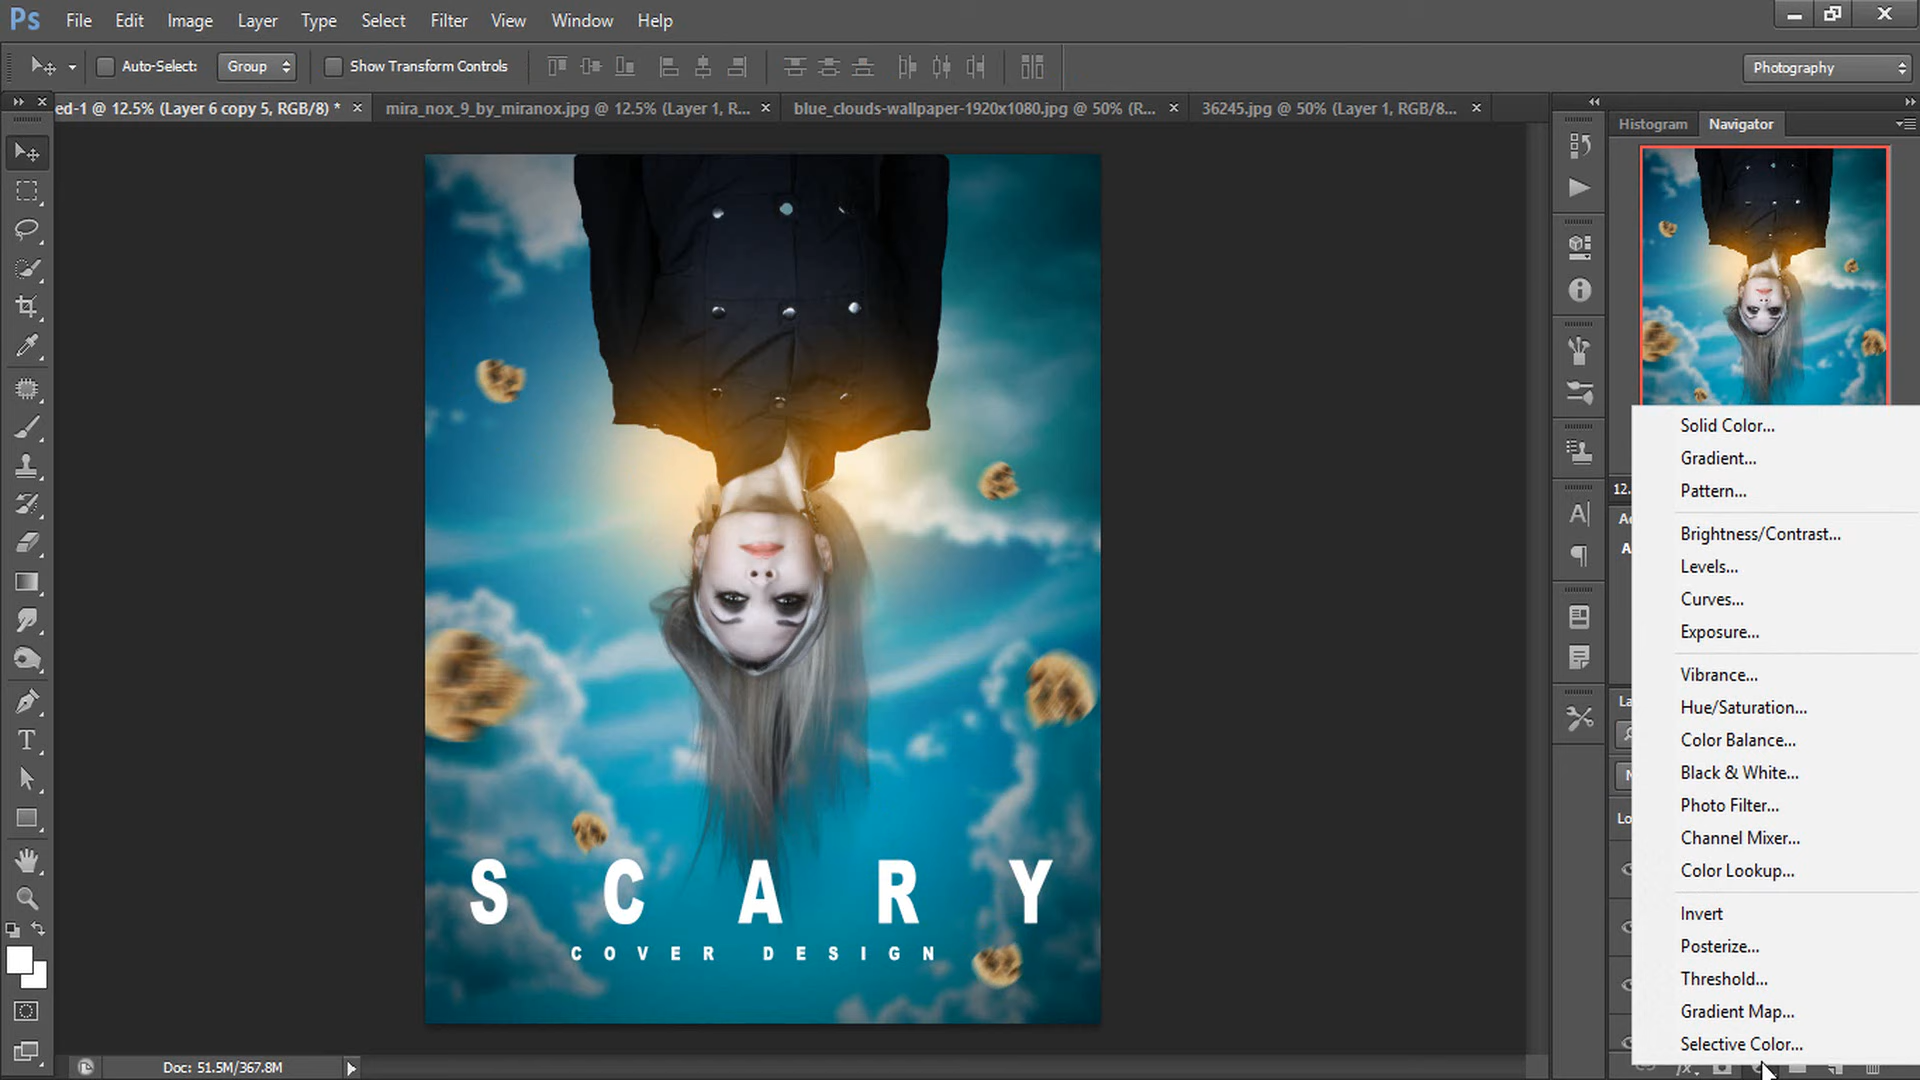 Ps File Edit Image Layer Type Select Filter View Window Help
Auto-Select: Group Show Transform Controls Photography
ed-1 @ 12.5% (Layer 6 copy 5, RGB/8) * mira_nox_9_by_miranox.jpg @ 12.5% (Layer 1, R... blue_clouds-wallpaper-1920x1080.jpg @ 50% (R... 36245.jpg @ 50% (Layer 1, RGB/8...
Histogram Navigator
12.
Solid Color...
Gradient...
Pattern...
Brightness/Contrast...
Levels...
Curves...
Exposure...
Vibrance...
Hue/Saturation...
Color Balance...
Black & White...
Photo Filter...
Channel Mixer...
Color Lookup...
Invert
Posterize...
Threshold...
Gradient Map...
Selective Color...
SCARY
COVER DESIGN
Doc: 51.5M/367.8M